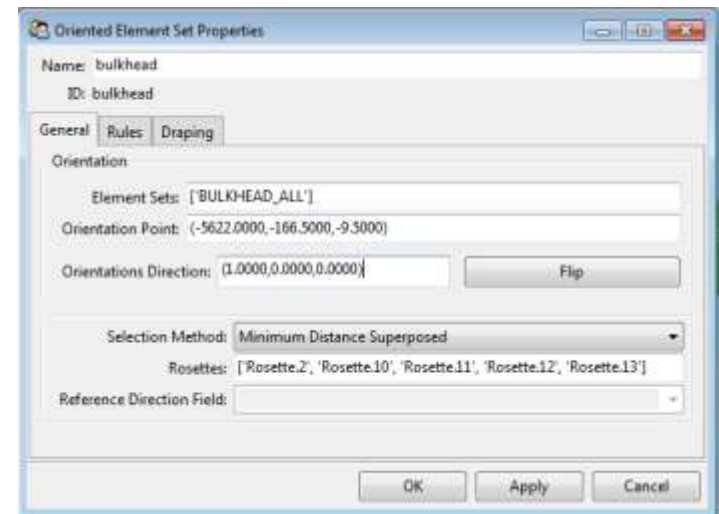 Oriented Element Set Properties
Name: bulkhead
ID: bulkhead
General Rules Draping
Orientation
Element Sets: ['BULKHEAD_ALL']
Orientation Point: (-5622.0000,-166.5000,-9.5000)
Orientations Direction: (1.0000,0.0000,0.0000) Flip
Selection Method: Minimum Distance Superposed
Rosettes: ['Rosette.2', 'Rosette.10', 'Rosette.11', 'Rosette.12', 'Rosette.13']
Reference Direction Field:
OK Apply Cancel